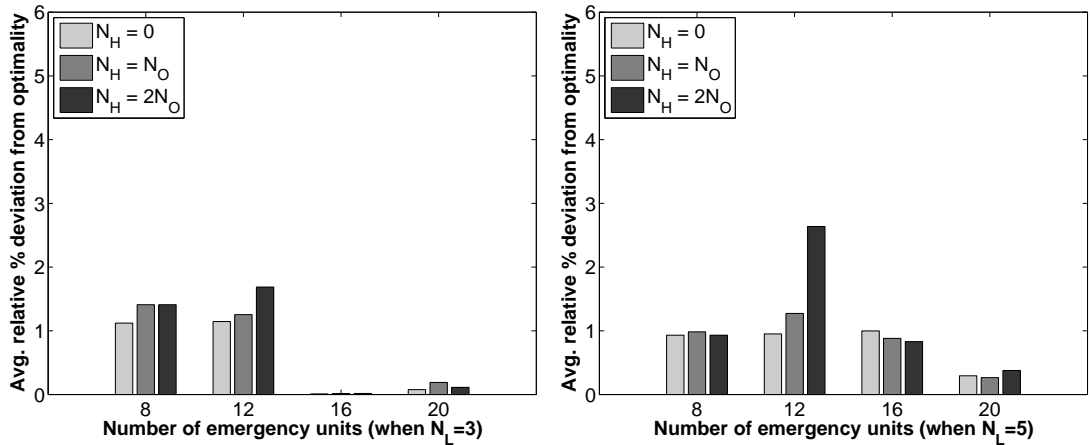 Avg. relative % deviation from optimality
6
5
4
3
2
1
0
N_H = 0
N_H = N_O
N_H = 2N_O
8 12 16 20
Number of emergency units (when N_L=3)
Avg. relative % deviation from optimality
6
5
4
3
2
1
0
N_H = 0
N_H = N_O
N_H = 2N_O
8 12 16 20
Number of emergency units (when N_L=5)